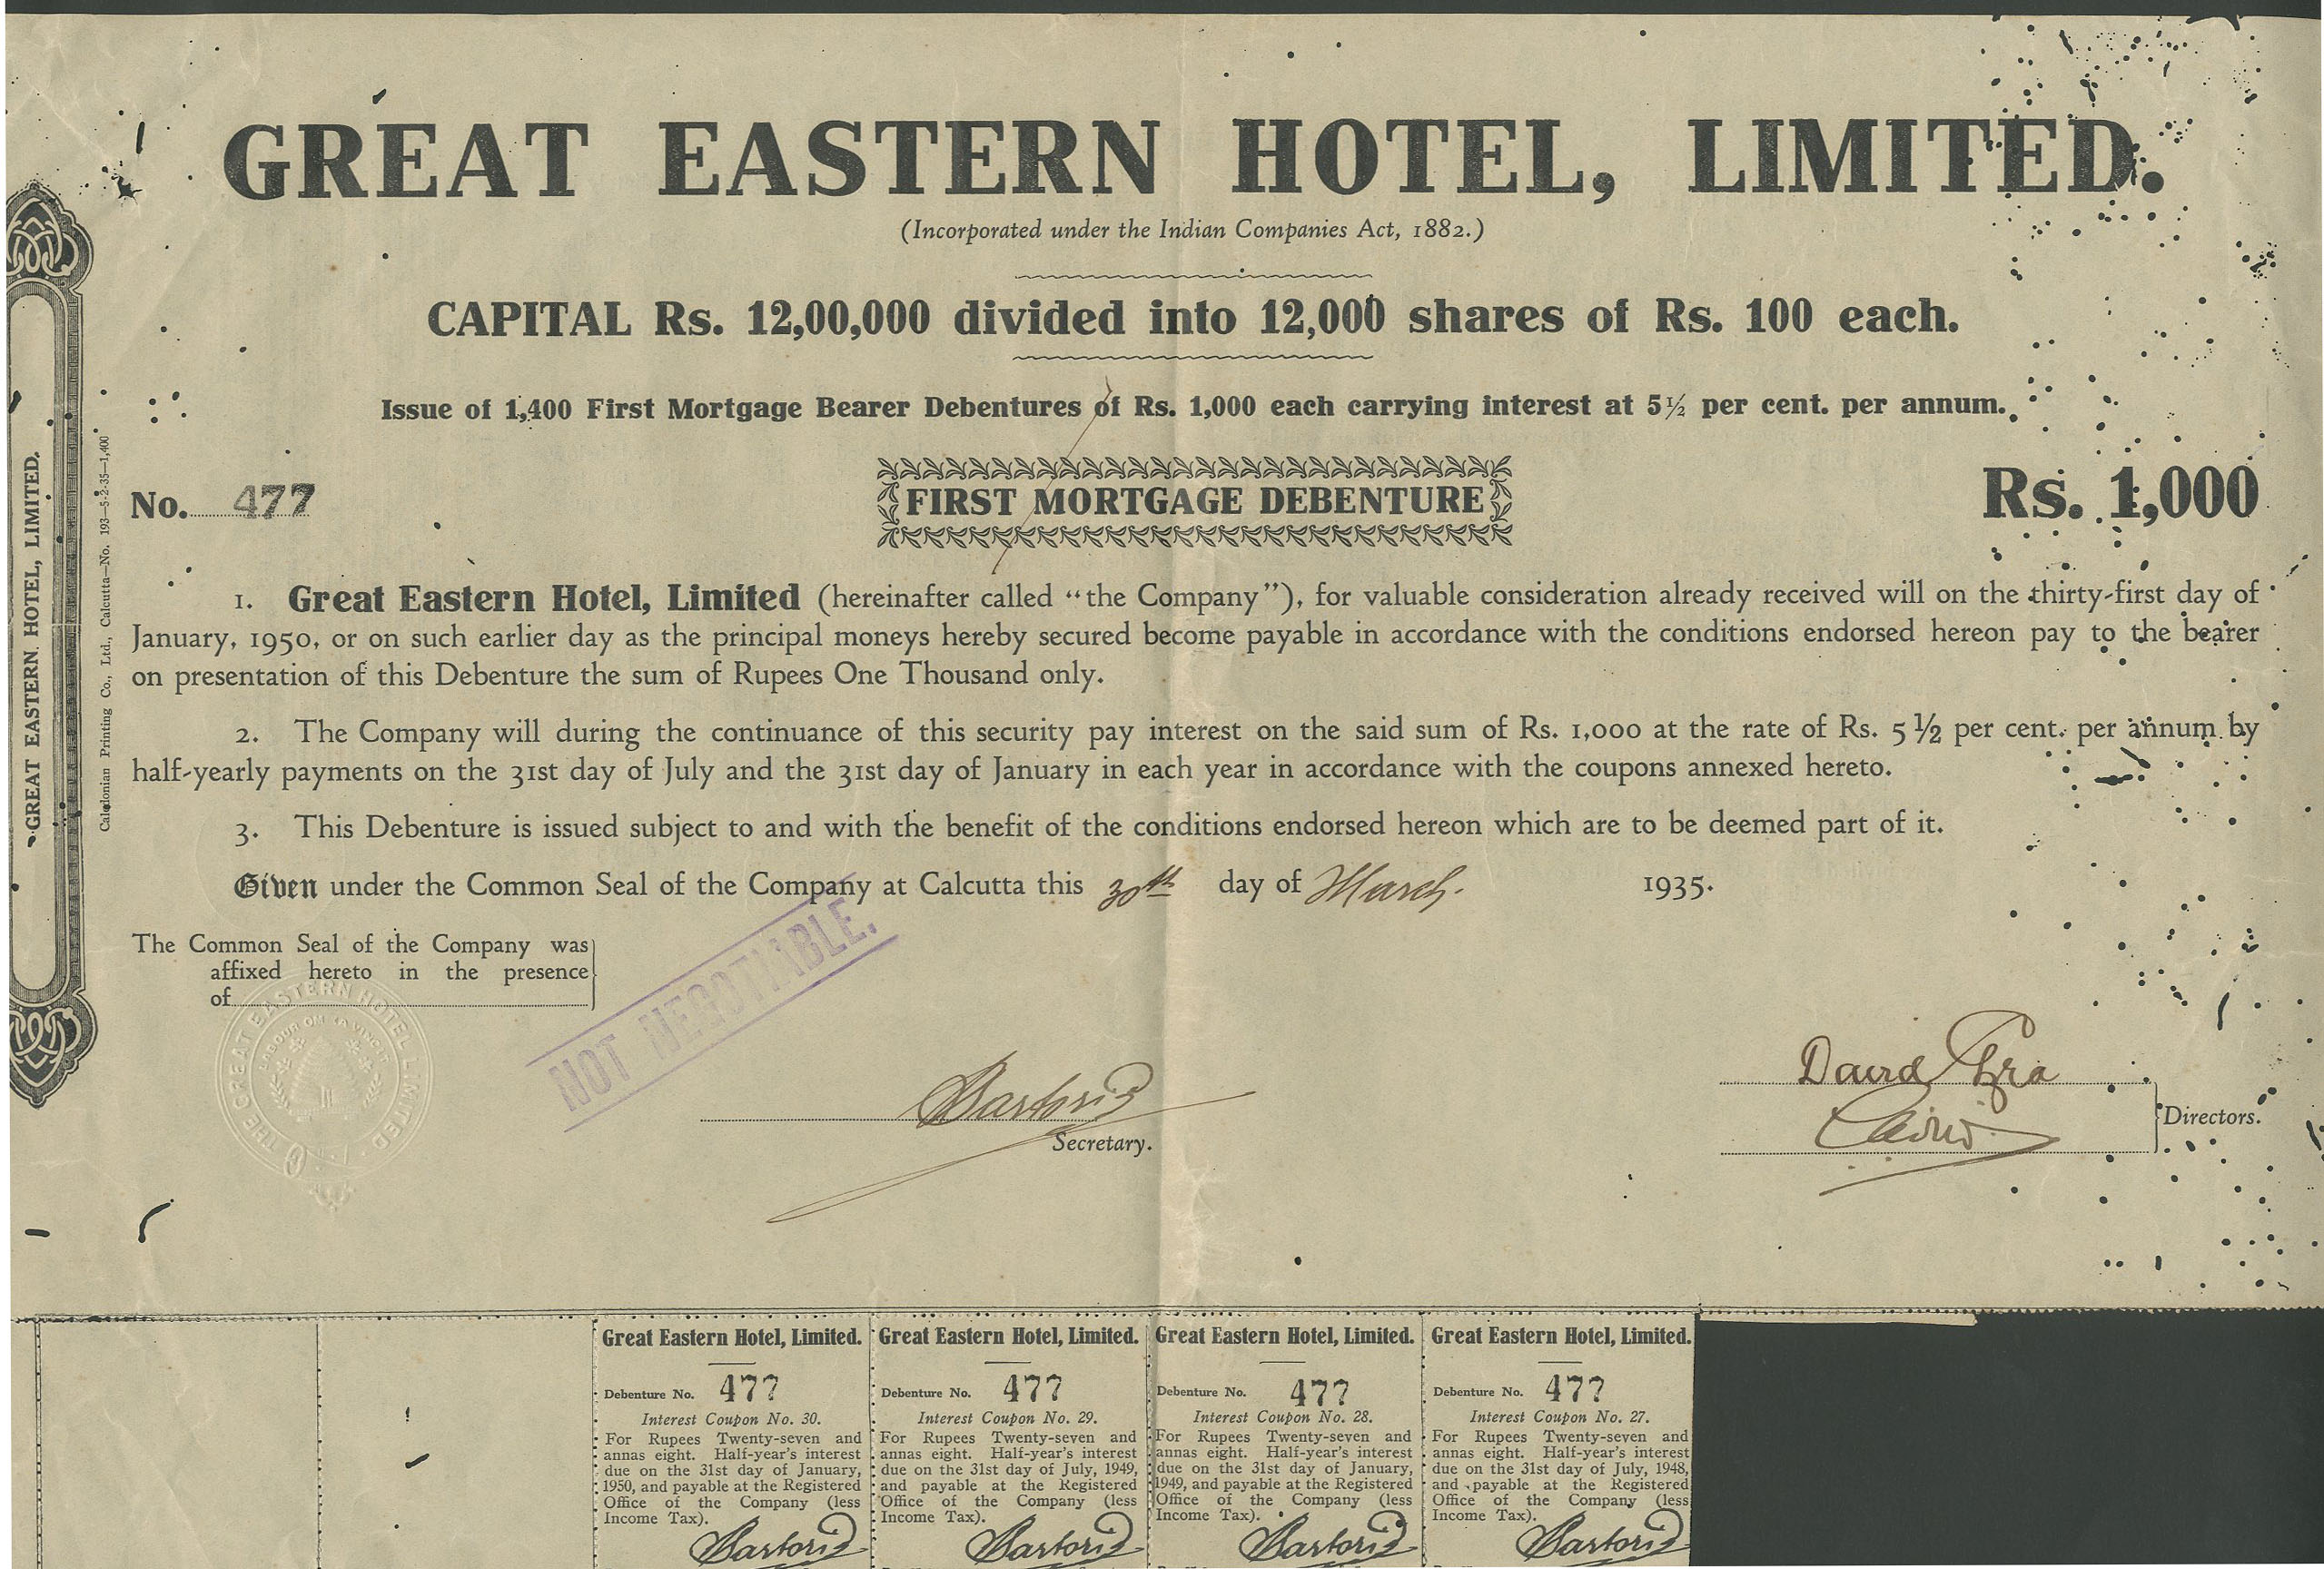 GREAT EASTERN HOTEL, LIMITED.
(Incorporated under the Indian Companies Act, 1882.)
CAPITAL Rs. 12,00,000 divided into 12,000 shares of Rs. 100 each.
Issue of 1,400 First Mortgage Bearer Debentures of Rs. 1,000 each carrying interest at 5½ per cent. per annum.
No. 477
FIRST MORTGAGE DEBENTURE
Rs. 1,000
1. Great Eastern Hotel, Limited (hereinafter called “the Company”), for valuable consideration already received will on the thirty-first day of
January, 1950, or on such earlier day as the principal moneys hereby secured become payable in accordance with the conditions endorsed hereon pay to the bearer
on presentation of this Debenture the sum of Rupees One Thousand only.
2. The Company will during the continuance of this security pay interest on the said sum of Rs. 1,000 at the rate of Rs. 5½ per cent. per annum by
half-yearly payments on the 31st day of July and the 31st day of January in each year in accordance with the coupons annexed hereto.
3. This Debenture is issued subject to and with the benefit of the conditions endorsed hereon which are to be deemed part of it.
Given under the Common Seal of the Company at Calcutta this 30th day of March. 1935.
The Common Seal of the Company was
affixed hereto in the presence
of
THE GREAT EASTERN HOTEL LIMITED
NOT NEGOTIABLE.
Secretary.
David Ezra
Directors.
GREAT EASTERN HOTEL, LIMITED.
Caledonian Printing Co., Ltd., Calcutta—No. 193—5-2-35—1,400
Great Eastern Hotel, Limited.
Debenture No. 477
Interest Coupon No. 30.
For Rupees Twenty-seven and
annas eight. Half-year's interest
due on the 31st day of January,
1950, and payable at the Registered
Office of the Company (less
Income Tax).
Great Eastern Hotel, Limited.
Debenture No. 477
Interest Coupon No. 29.
For Rupees Twenty-seven and
annas eight. Half-year's interest
due on the 31st day of July, 1949,
and payable at the Registered
Office of the Company (less
Income Tax).
Great Eastern Hotel, Limited.
Debenture No. 477
Interest Coupon No. 28.
For Rupees Twenty-seven and
annas eight. Half-year's interest
due on the 31st day of January,
1949, and payable at the Registered
Office of the Company (less
Income Tax).
Great Eastern Hotel, Limited.
Debenture No. 477
Interest Coupon No. 27.
For Rupees Twenty-seven and
annas eight. Half-year's interest
due on the 31st day of July, 1948,
and payable at the Registered
Office of the Company (less
Income Tax).